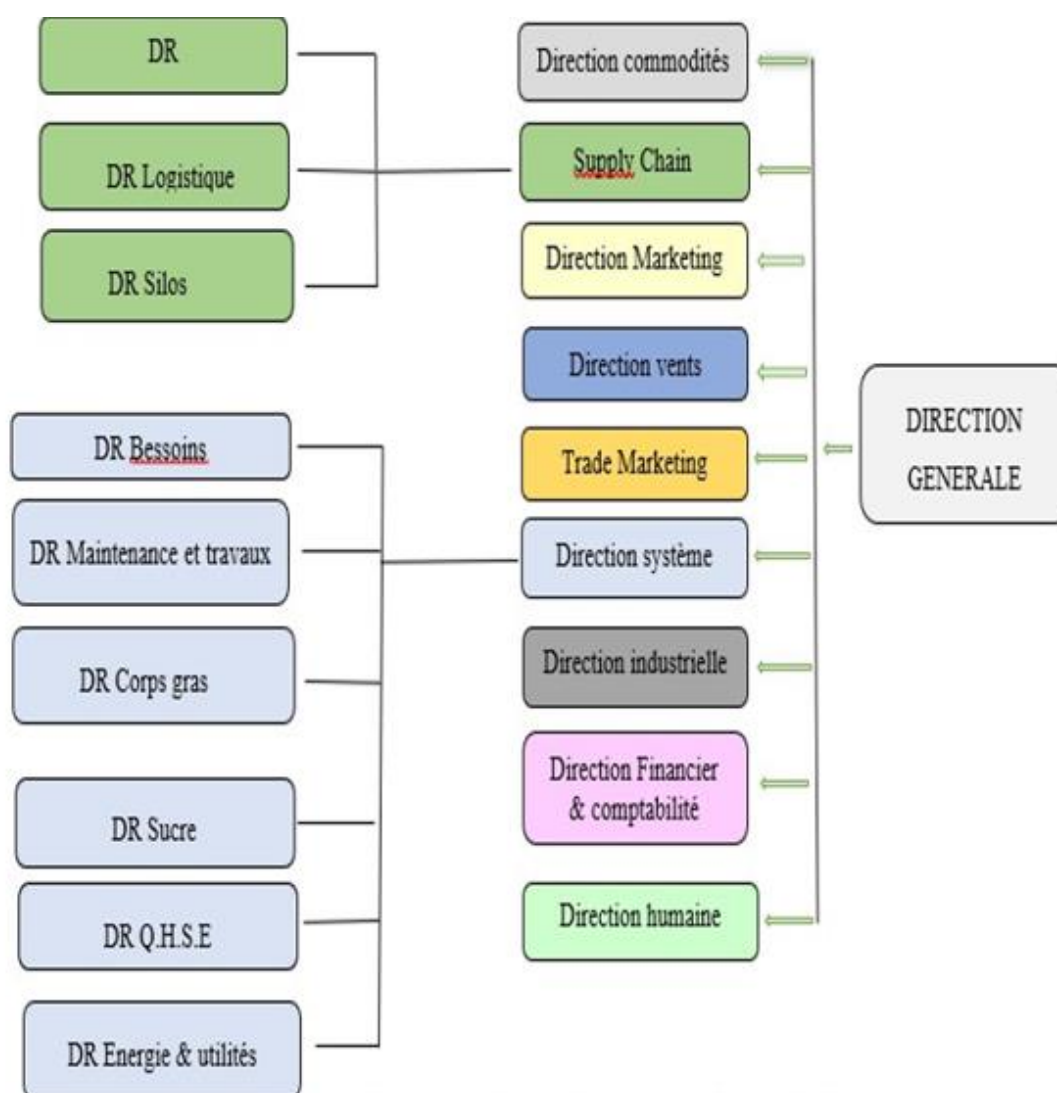 DR
DR Logistique
DR Silos
DR Bessoins
DR Maintenance et travaux
DR Corps gras
DR Sucre
DR Q.H.S.E
DR Energie & utilités
Direction commodités
Supply Chain
Direction Marketing
Direction vents
Trade Marketing
Direction système
Direction industrielle
Direction Financier
& comptabilité
Direction humaine
DIRECTION
GENERALE